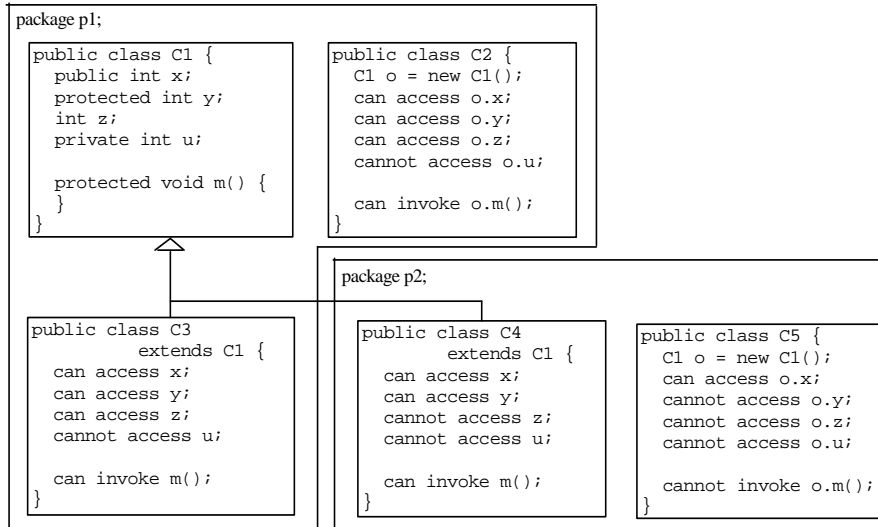 package p1;
public class C1 {
public int x;
protected int y;
int z;
private int u;
protected void m() {
}
}
public class C2 {
C1 o = new C1();
can access o.x;
can access o.y;
can access o.z;
cannot access o.u;
can invoke o.m();
}
package p2;
public class C3
extends C1 {
can access x;
can access y;
can access z;
cannot access u;
can invoke m();
}
public class C4
extends C1 {
can access x;
can access y;
cannot access z;
cannot access u;
can invoke m();
}
public class C5 {
C1 o = new C1();
can access o.x;
cannot access o.y;
cannot access o.z;
cannot access o.u;
cannot invoke o.m();
}